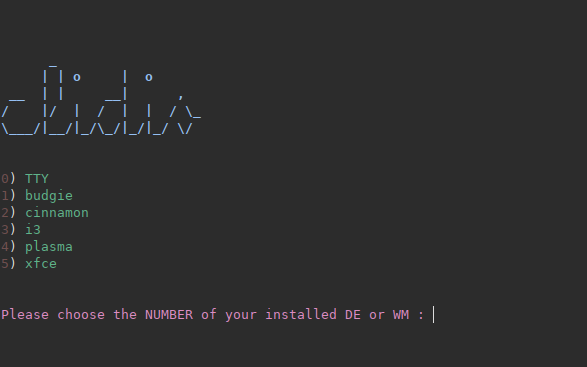 clidis
0) TTY
1) budgie
2) cinnamon
3) i3
4) plasma
5) xfce
Please choose the NUMBER of your installed DE or WM :